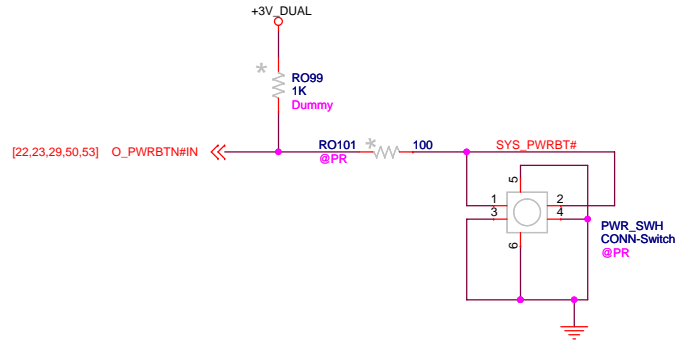 +3V_DUAL
*
RO99
1K
Dummy
[22,23,29,50,53] O_PWRBTN#IN
RO101
@PR
*
100
SYS_PWRBT#
5
1
2
3
4
6
PWR_SWH
CONN-Switch
@PR